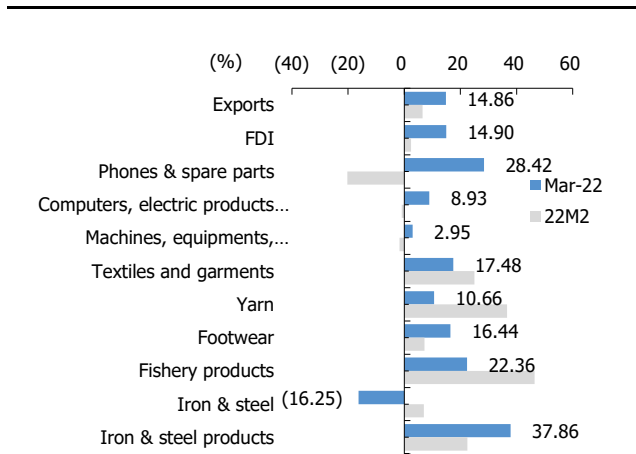 (%) (40) (20) 0 20 40 60
Exports 14.86
FDI 14.90
Phones & spare parts 28.42
Mar-22
Computers, electric products… 8.93
22M2
Machines, equipments,… 2.95
Textiles and garments 17.48
Yarn 10.66
Footwear 16.44
Fishery products 22.36
Iron & steel (16.25)
Iron & steel products 37.86